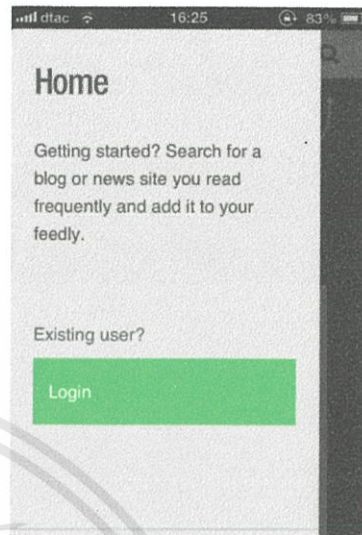 dtac 16:25 83%
Home
Getting started? Search for a
blog or news site you read
frequently and add it to your
feedly.
Existing user?
Login